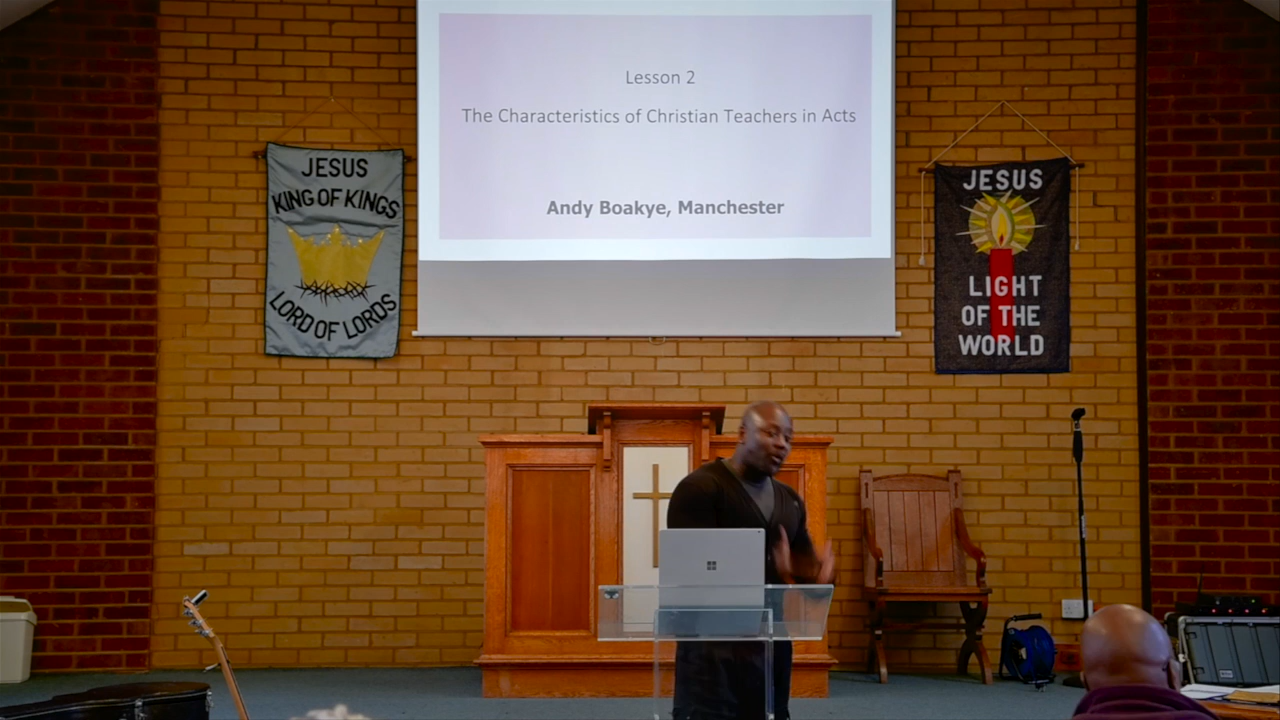 Lesson 2
The Characteristics of Christian Teachers in Acts
Andy Boakye, Manchester
JESUS
KING OF KINGS
LORD OF LORDS
JESUS
LIGHT
OF THE
WORLD